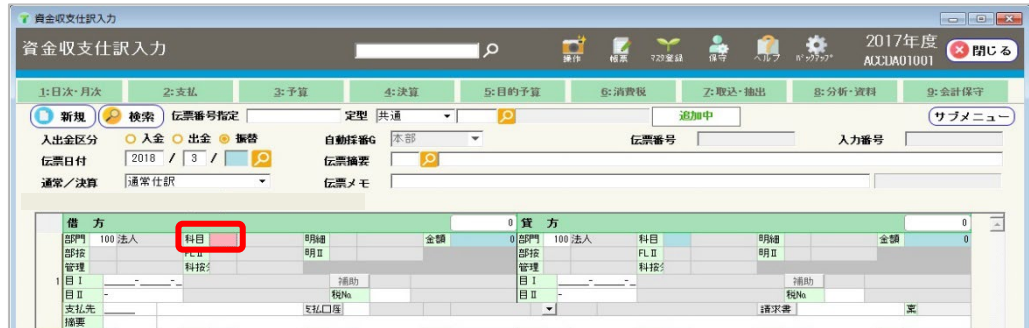 資金収支仕訳入力
資金収支仕訳入力 操作 帳票 ﾏｽﾀ登録 保守 ヘルプ ﾊﾞｯｸｱｯﾌﾟ 2017年度 ACCUA01001 閉じる
1:日次・月次 2:支払 3:予算 4:決算 5:目的予算 6:消費税 7:取込・抽出 8:分析・資料 9:会計保守
新規 検索 伝票番号指定 定型 共通 追加中 サブメニュー
入出金区分 入金 出金 振替 自動採番G 本部 伝票番号 入力番号
伝票日付 2018 / 3 / 伝票摘要
通常／決算 通常仕訳 伝票メモ
借 方 0 貸 方 0
部門 100 法人 科目 明細 金額 0 部門 100 法人 科目 明細 金額 0
部按 FLⅡ 明Ⅱ 部按 FLⅡ 明Ⅱ
管理 科按 管理 科按
1 目Ⅰ 補助 目Ⅰ 補助
目Ⅱ - 税No. 目Ⅱ - 税No.
支払先 支払口座 請求書
摘要